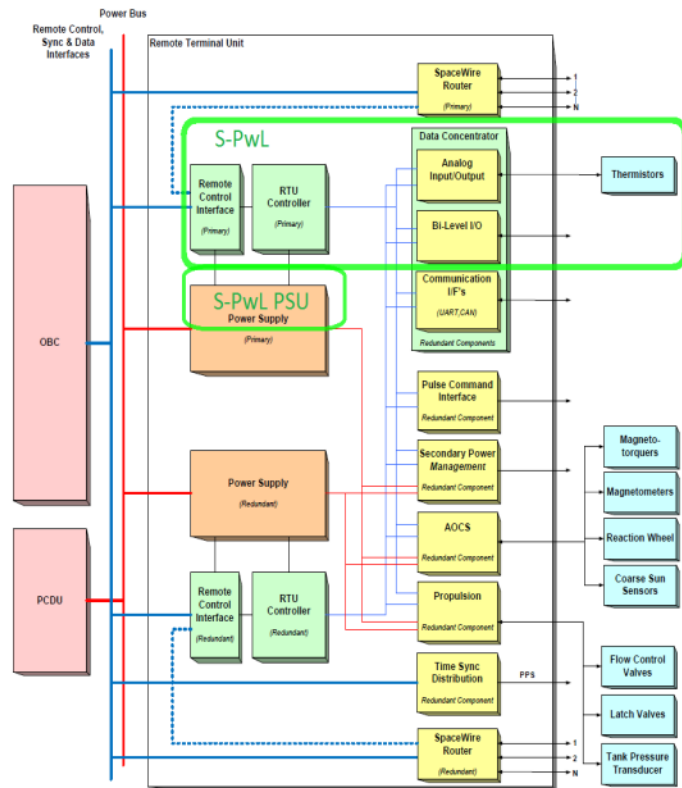 Power Bus
Remote Control,
Sync & Data
Interfaces
Remote Terminal Unit
SpaceWire
Router
(Primary)
1
2
N
S-PwL
Data Concentrator
Remote
Control
Interface
(Primary)
RTU
Controller
(Primary)
Analog
Input/Output
Thermistors
Bi-Level I/O
S-PwL PSU
Power Supply
(Primary)
Communication
I/F's
(UART,CAN)
Redundant Components
OBC
Pulse Command
Interface
Redundant Component
Secondary Power
Management
Redundant Component
Magneto-
torquers
Magnetometers
Power Supply
(Redundant)
AOCS
Redundant Component
Reaction Wheel
Coarse Sun
Sensors
PCDU
Remote
Control
Interface
(Redundant)
RTU
Controller
(Redundant)
Propulsion
Redundant Component
Time Sync
Distribution
Redundant Component
PPS
Flow Control
Valves
Latch Valves
SpaceWire
Router
(Redundant)
1
2
N
Tank Pressure
Transducer